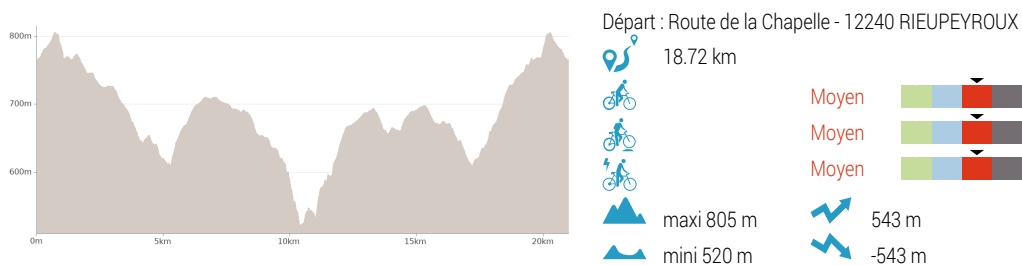 800m
700m
600m
0m 5km 10km 15km 20km
Départ : Route de la Chapelle - 12240 RIEUPEYROUX
18.72 km
Moyen
Moyen
Moyen
maxi 805 m 543 m
mini 520 m -543 m